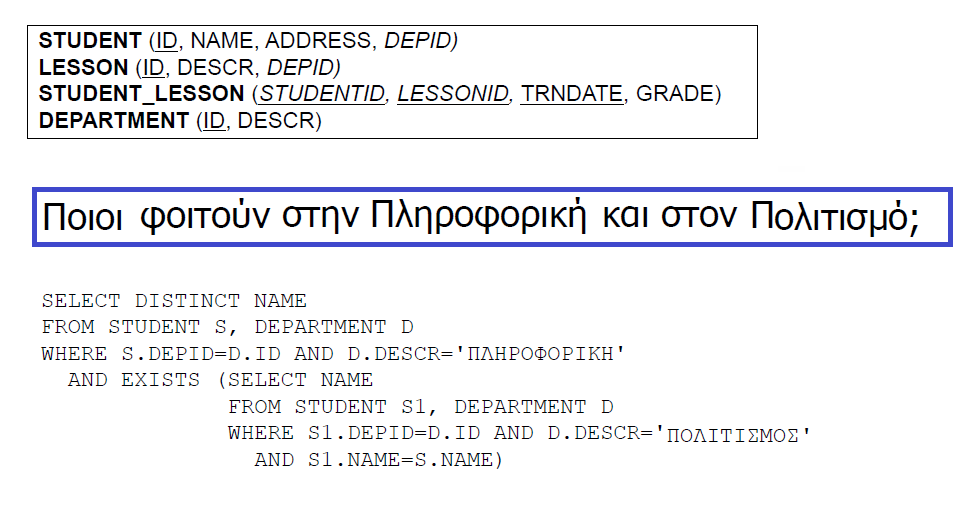 STUDENT (ID, NAME, ADDRESS, DEPID)
LESSON (ID, DESCR, DEPID)
STUDENT_LESSON (STUDENTID, LESSONID, TRNDATE, GRADE)
DEPARTMENT (ID, DESCR)
Ποιοι φοιτούν στην Πληροφορική και στον Πολιτισμό;
SELECT DISTINCT NAME
FROM STUDENT S, DEPARTMENT D
WHERE S.DEPID=D.ID AND D.DESCR='ΠΛΗΡΟΦΟΡΙΚΗ'
AND EXISTS (SELECT NAME
FROM STUDENT S1, DEPARTMENT D
WHERE S1.DEPID=D.ID AND D.DESCR='ΠΟΛΙΤΙΣΜΟΣ'
AND S1.NAME=S.NAME)